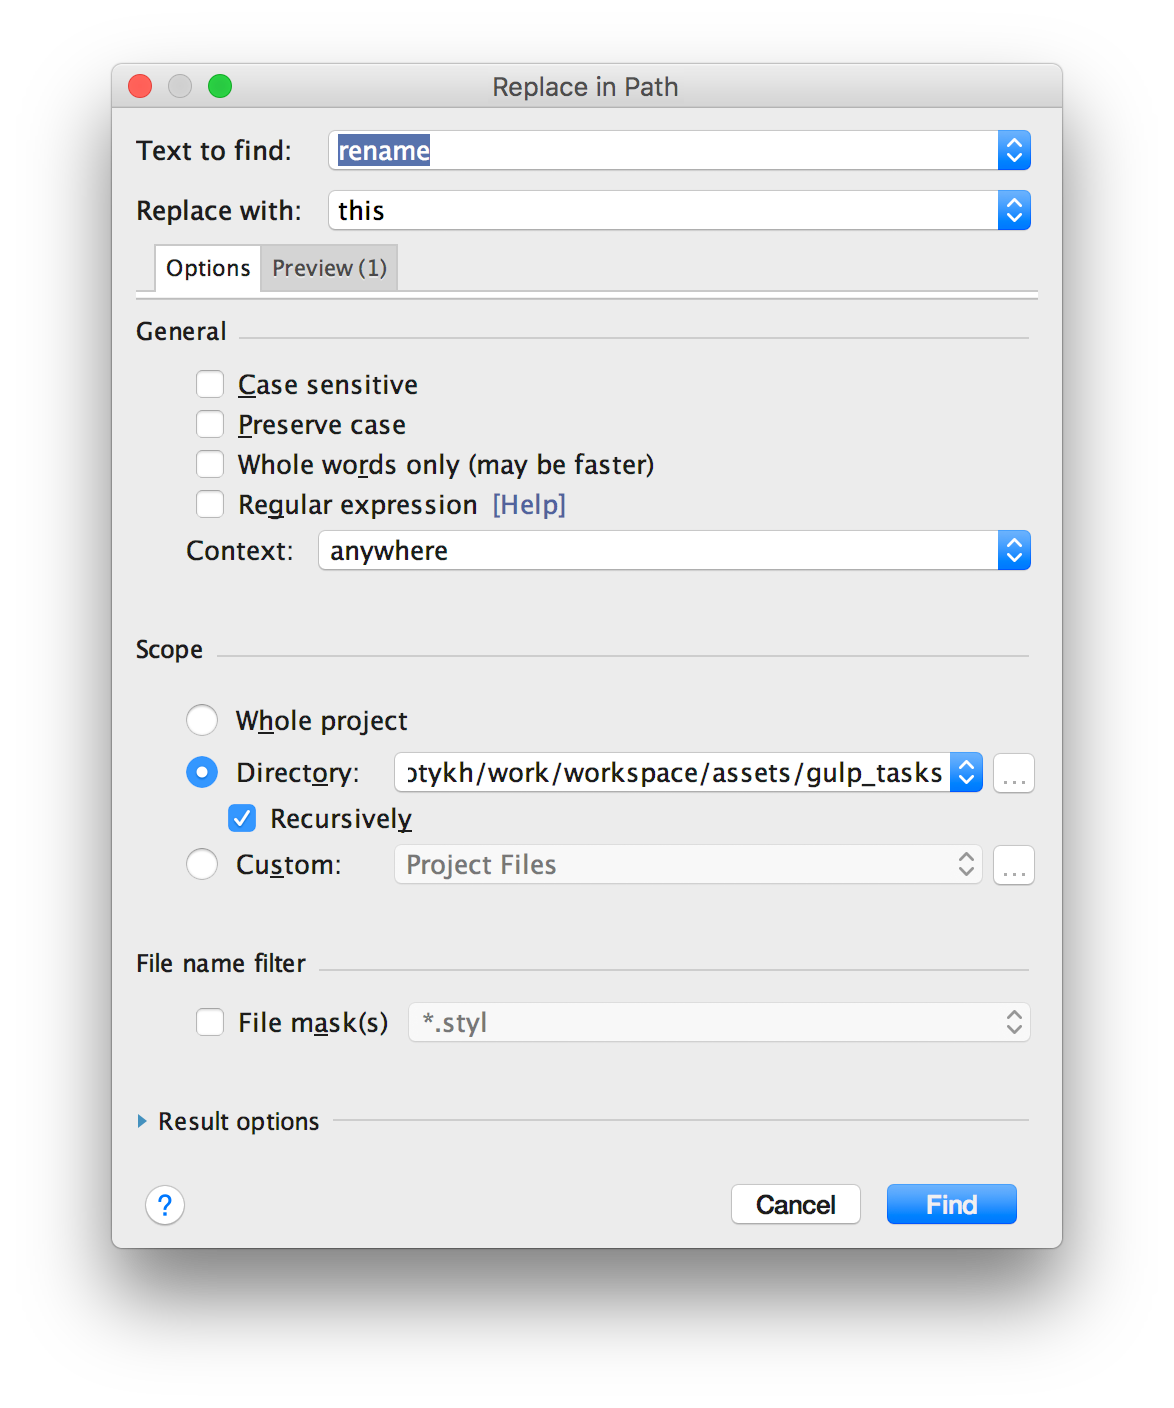 Replace in Path
Text to find: rename
Replace with: this
Options Preview (1)
General
Case sensitive
Preserve case
Whole words only (may be faster)
Regular expression [Help]
Context: anywhere
Scope
Whole project
Directory: /work/workspace/assets/gulp_tasks ...
Recursively
Custom: Project Files ...
File name filter
File mask(s) *.styl
Result options
? Cancel Find